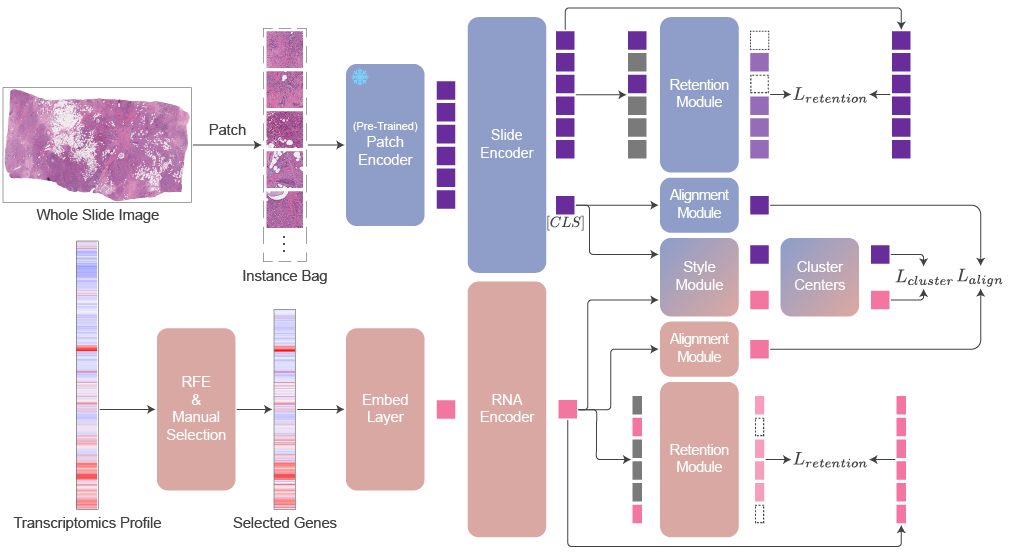 Whole Slide Image
Patch
Instance Bag
(Pre-Trained)
Patch
Encoder
Slide
Encoder
[CLS]
Retention
Module
L_{retention}
Alignment
Module
Style
Module
Cluster
Centers
L_{cluster}
L_{align}
Alignment
Module
Transcriptomics Profile
RFE
&
Manual
Selection
Selected Genes
Embed
Layer
RNA
Encoder
Retention
Module
L_{retention}